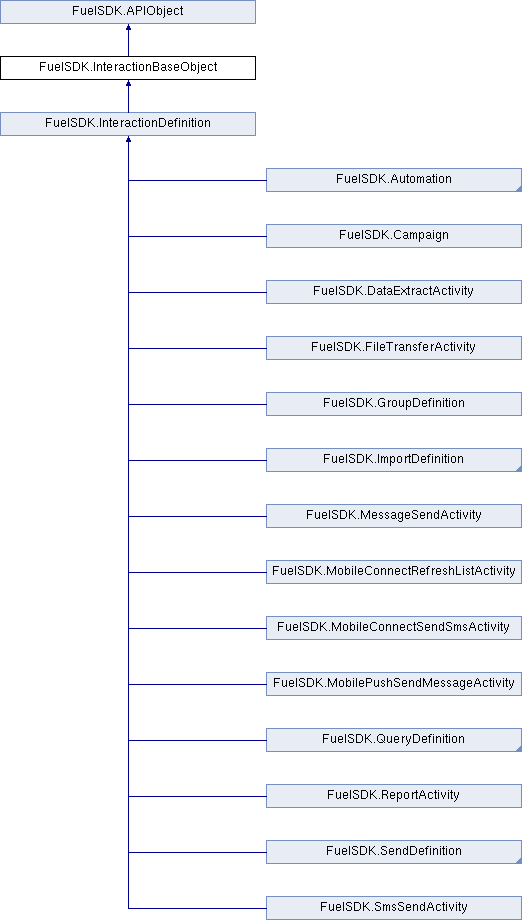 FuelSDK.APIObject
FuelSDK.InteractionBaseObject
FuelSDK.InteractionDefinition
FuelSDK.Automation
FuelSDK.Campaign
FuelSDK.DataExtractActivity
FuelSDK.FileTransferActivity
FuelSDK.GroupDefinition
FuelSDK.ImportDefinition
FuelSDK.MessageSendActivity
FuelSDK.MobileConnectRefreshListActivity
FuelSDK.MobileConnectSendSmsActivity
FuelSDK.MobilePushSendMessageActivity
FuelSDK.QueryDefinition
FuelSDK.ReportActivity
FuelSDK.SendDefinition
FuelSDK.SmsSendActivity